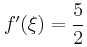 f'(ξ) = 5/2